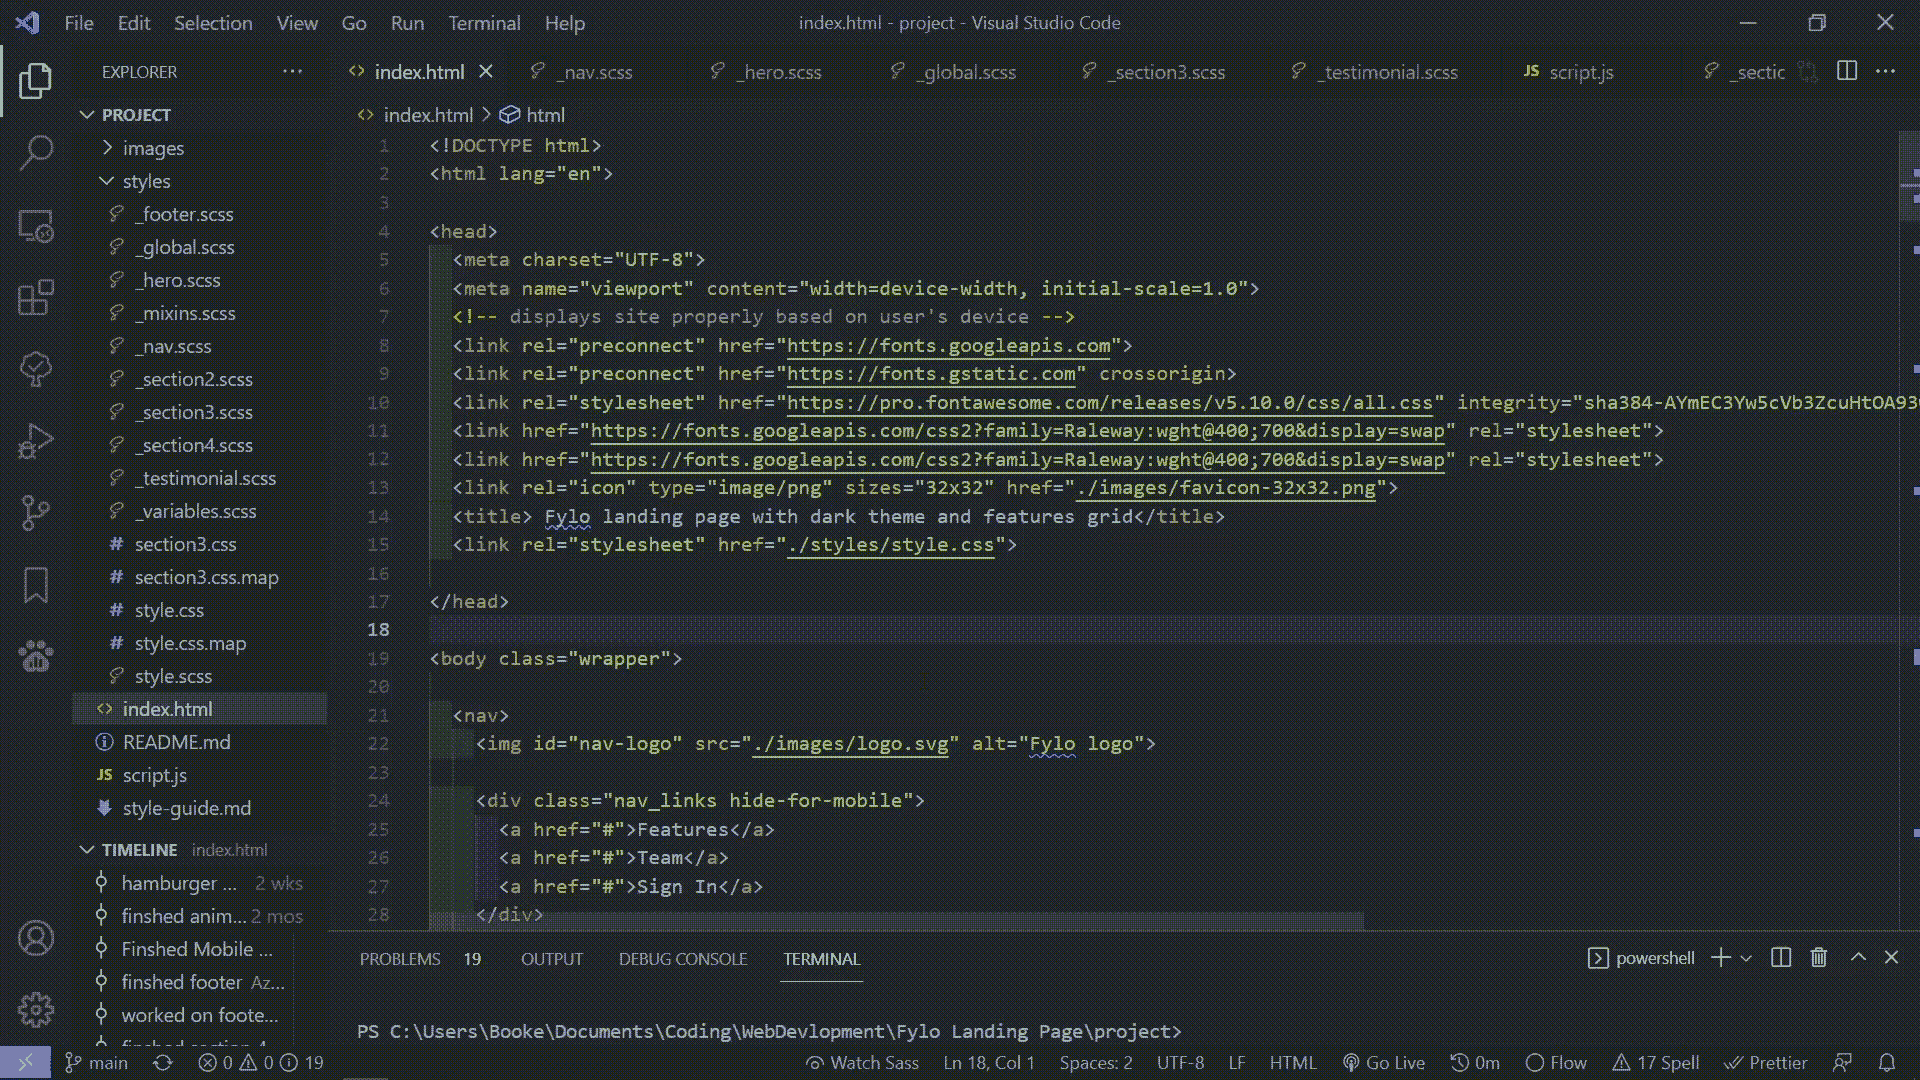 File Edit Selection View Go Run Terminal Help
index.html - project - Visual Studio Code
EXPLORER
index.html
_nav.scss
_hero.scss
_global.scss
_section3.scss
_testimonial.scss
JS script.js
_sectic
PROJECT
images
styles
_footer.scss
_global.scss
_hero.scss
_mixins.scss
_nav.scss
_section2.scss
_section3.scss
_section4.scss
_testimonial.scss
_variables.scss
# section3.css
# section3.css.map
# style.css
# style.css.map
style.scss
<> index.html
README.md
JS script.js
style-guide.md
TIMELINE index.html
hamburger ... 2 wks
finshed anim... 2 mos
Finshed Mobile ...
finshed footer Az...
worked on foote...
finshed section 4
<> index.html > html
1 <!DOCTYPE html>
2 <html lang="en">
3
4 <head>
5 <meta charset="UTF-8">
6 <meta name="viewport" content="width=device-width, initial-scale=1.0">
7 <!-- displays site properly based on user's device -->
8 <link rel="preconnect" href="https://fonts.googleapis.com">
9 <link rel="preconnect" href="https://fonts.gstatic.com" crossorigin>
10 <link rel="stylesheet" href="https://pro.fontawesome.com/releases/v5.10.0/css/all.css" integrity="sha384-AYmEC3Yw5cVb3ZcuHtOA93
11 <link href="https://fonts.googleapis.com/css2?family=Raleway:wght@400;700&display=swap" rel="stylesheet">
12 <link href="https://fonts.googleapis.com/css2?family=Raleway:wght@400;700&display=swap" rel="stylesheet">
13 <link rel="icon" type="image/png" sizes="32x32" href="./images/favicon-32x32.png">
14 <title> Fylo landing page with dark theme and features grid</title>
15 <link rel="stylesheet" href="./styles/style.css">
16
17 </head>
18
19 <body class="wrapper">
20
21 <nav>
22 <img id="nav-logo" src="./images/logo.svg" alt="Fylo logo">
23
24 <div class="nav_links hide-for-mobile">
25 <a href="#">Features</a>
26 <a href="#">Team</a>
27 <a href="#">Sign In</a>
28 </div>
PROBLEMS 19 OUTPUT DEBUG CONSOLE TERMINAL
powershell
PS C:\Users\Booke\Documents\Coding\WebDevlopment\Fylo Landing Page\project>
main 0 0 19 Watch Sass Ln 18, Col 1 Spaces: 2 UTF-8 LF HTML Go Live 0m Flow 17 Spell Prettier